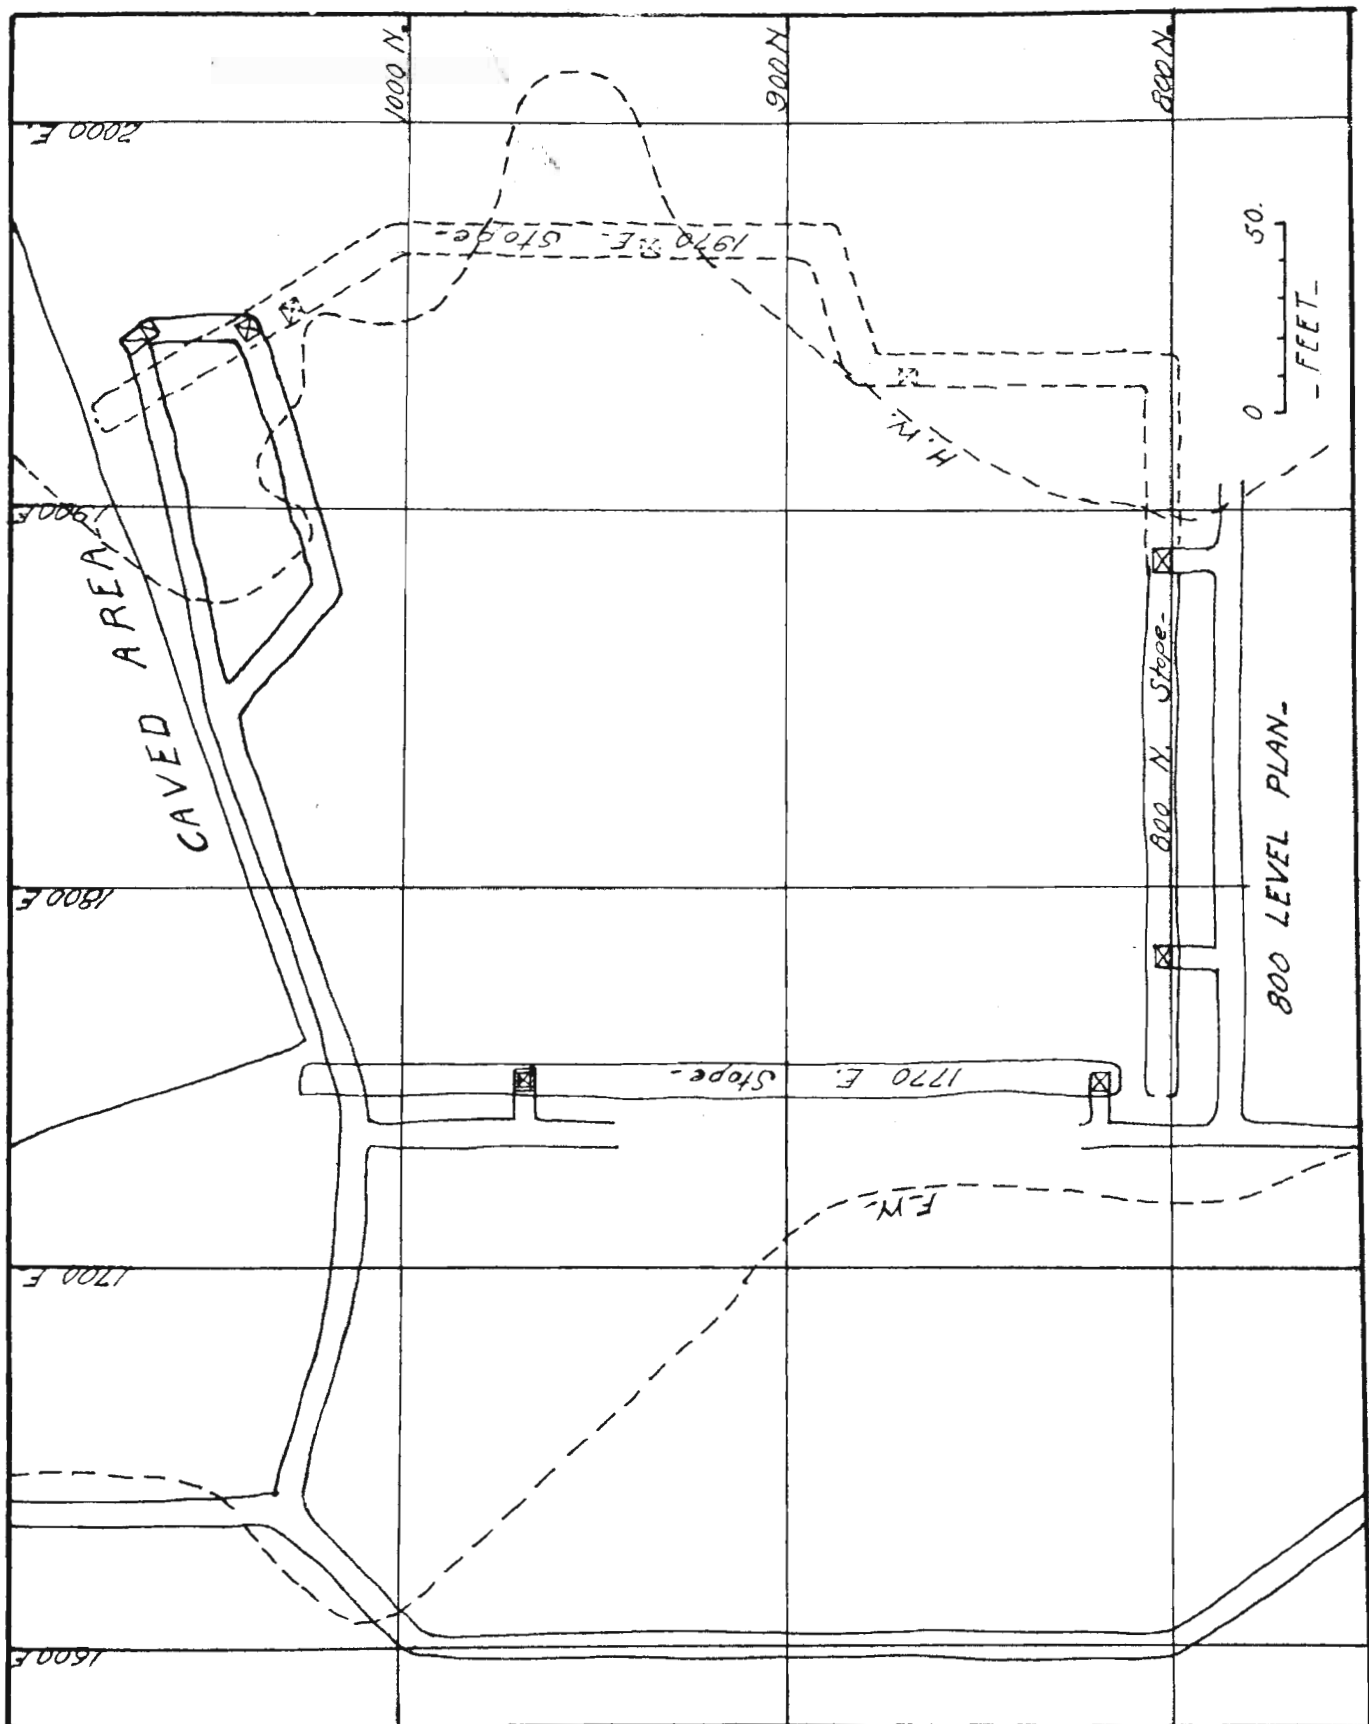 1000 N.
900 N
800 N.
2000 E.
1970 E. Stope-
50.
0
-FEET-
H.W.
1900 E
CAVED AREA
800 N. Stope-
800 LEVEL PLAN-
1800 E
1770 E. Stope-
F.W.
1700 E
1600 E